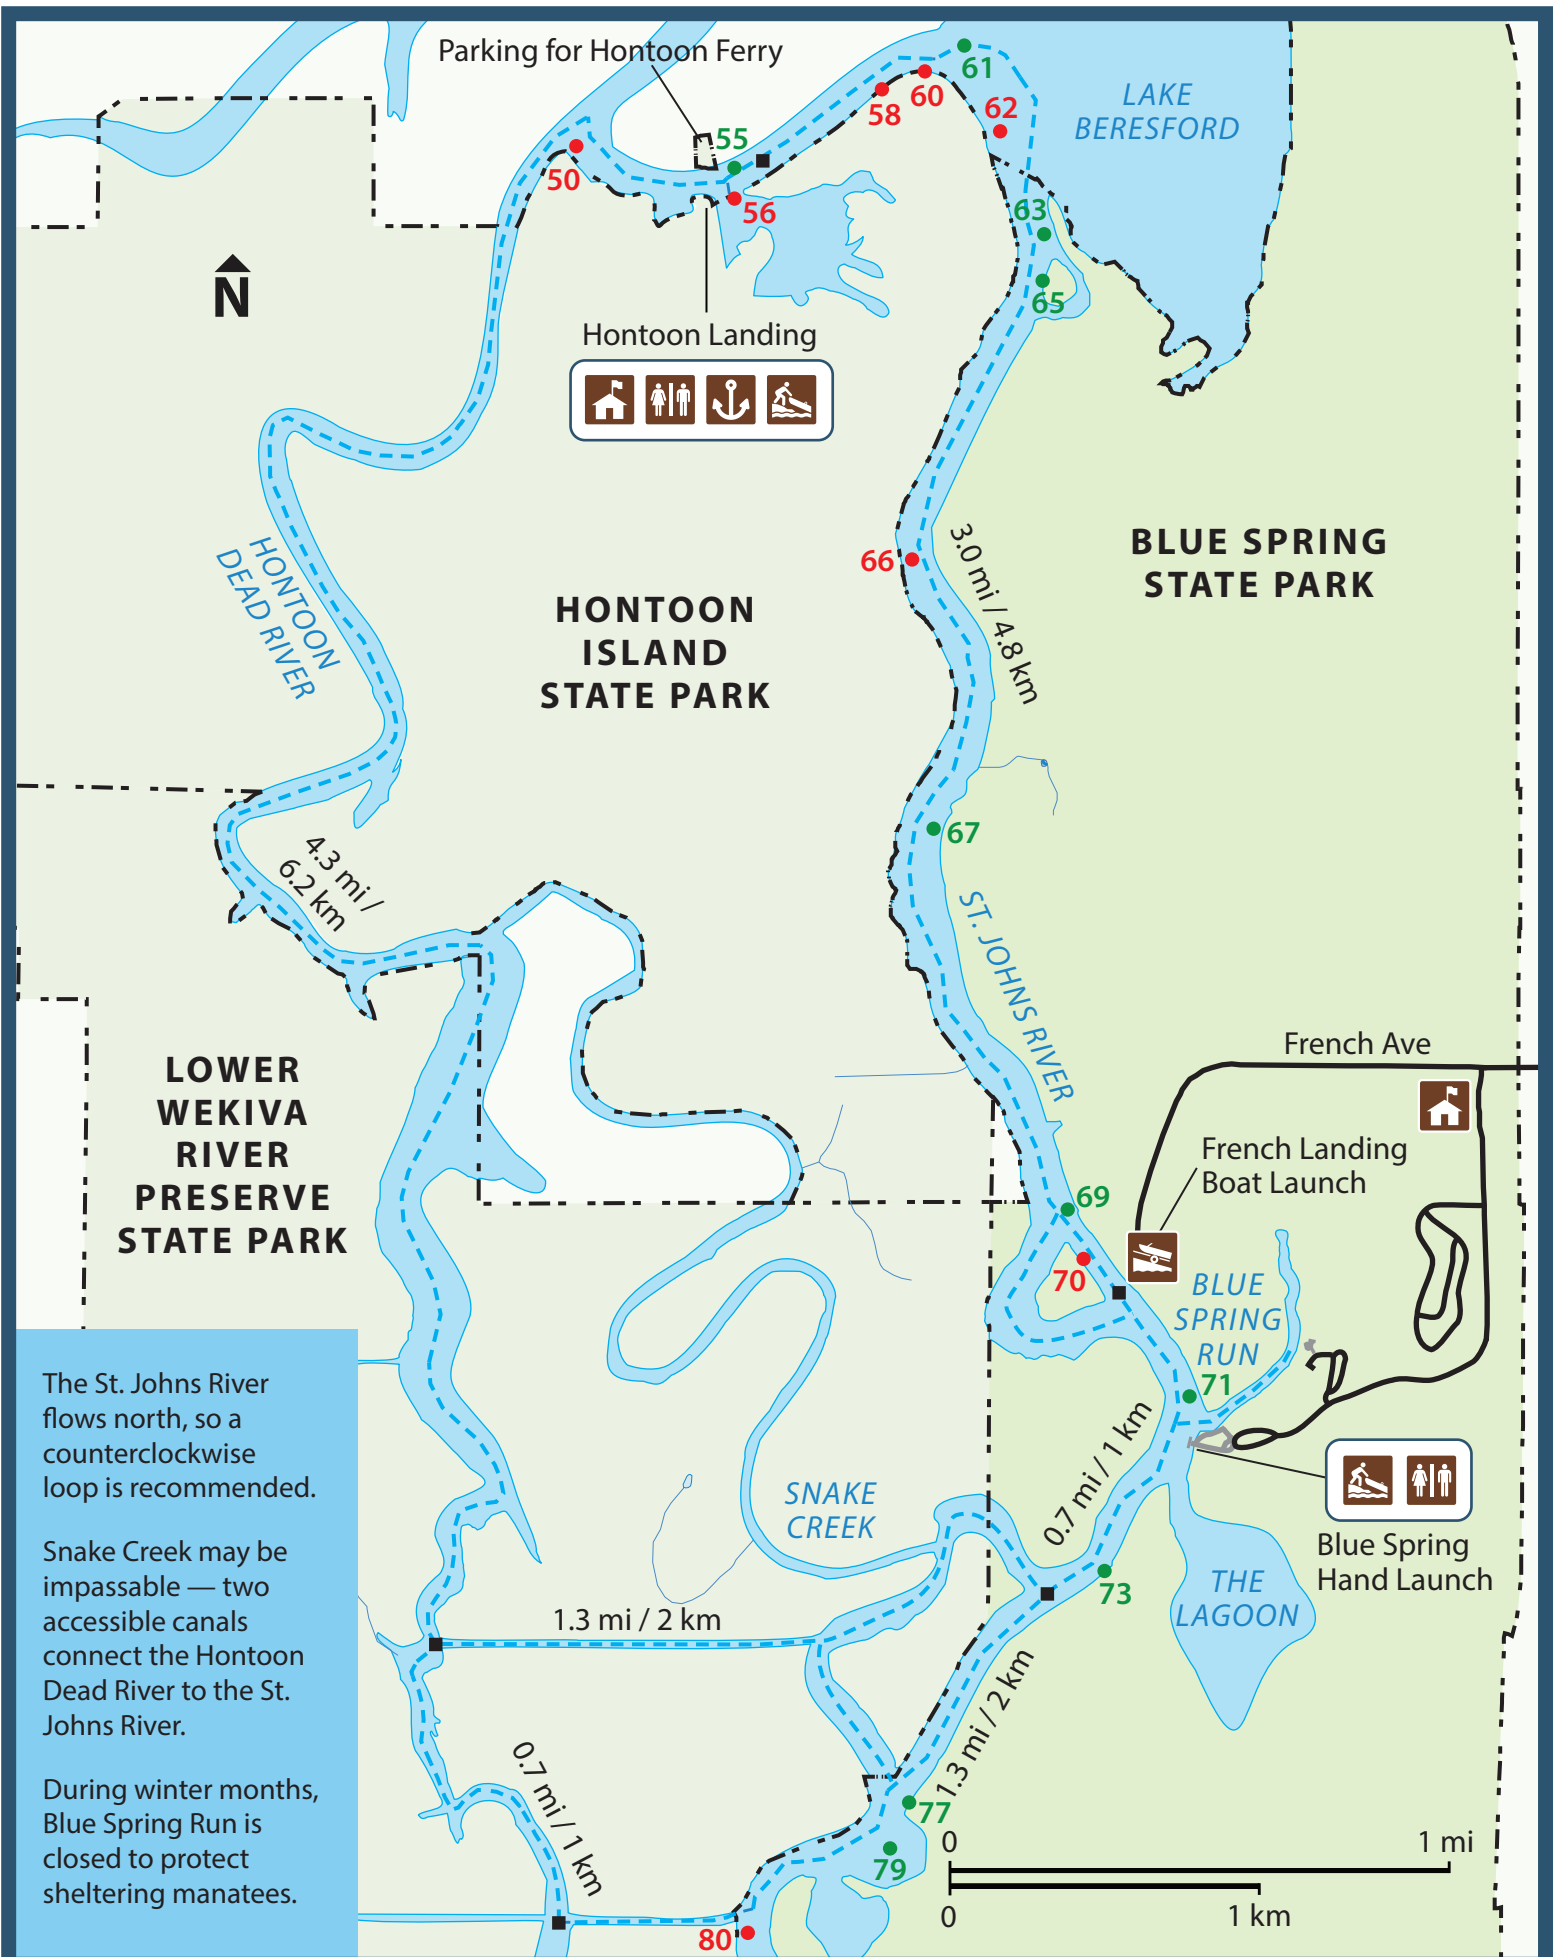 Parking for Hontoon Ferry
61
60
58
62
LAKE
BERESFORD
55
50
56
63
65
N
Hontoon Landing
HONTOON
DEAD RIVER
HONTOON
ISLAND
STATE PARK
66
3.0 mi / 4.8 km
BLUE SPRING
STATE PARK
67
4.3 mi /
6.2 km
ST. JOHNS RIVER
French Ave
LOWER
WEKIVA
RIVER
PRESERVE
STATE PARK
French Landing
Boat Launch
69
70
BLUE
SPRING
RUN
71
The St. Johns River
flows north, so a
counterclockwise
loop is recommended.
Snake Creek may be
impassable — two
accessible canals
connect the Hontoon
Dead River to the St.
Johns River.
During winter months,
Blue Spring Run is
closed to protect
sheltering manatees.
SNAKE
CREEK
0.7 mi / 1 km
Blue Spring
Hand Launch
73
THE
LAGOON
1.3 mi / 2 km
1.3 mi / 2 km
0.7 mi / 1 km
77
79
80
0
1 mi
0
1 km